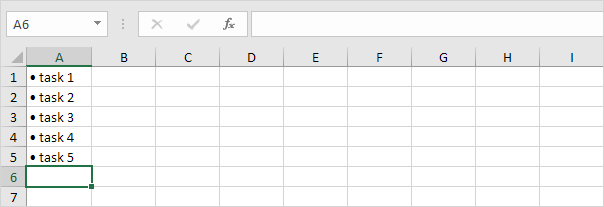 A6
fx
A B C D E F G H I
1 • task 1
2 • task 2
3 • task 3
4 • task 4
5 • task 5
6
7